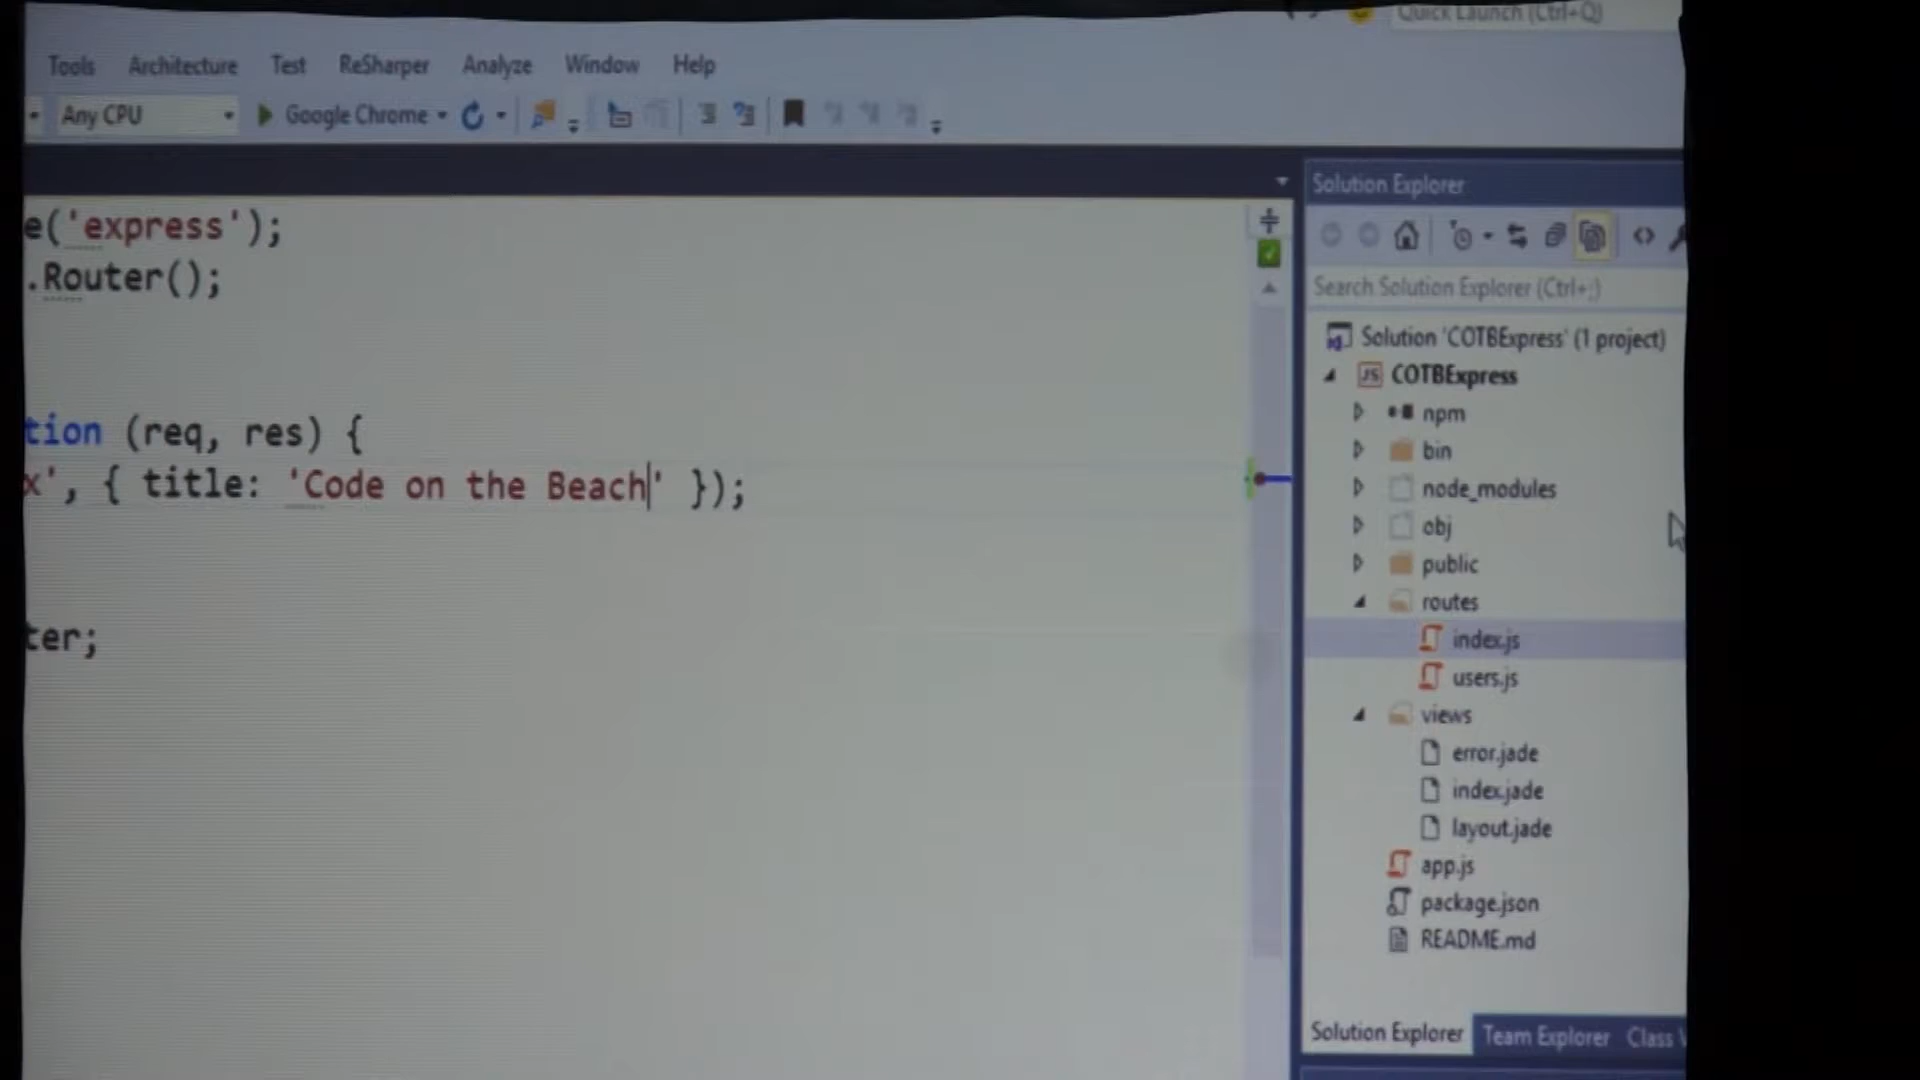 Quick Launch (Ctrl+Q)
Tools Architecture Test ReSharper Analyze Window Help
Any CPU Google Chrome
e('express');
.Router();
tion (req, res) {
x', { title: 'Code on the Beach' });
ter;
Solution Explorer
Search Solution Explorer (Ctrl+;)
Solution 'COTBExpress' (1 project)
JS COTBExpress
npm
bin
node_modules
obj
public
routes
index.js
users.js
views
error.jade
index.jade
layout.jade
app.js
package.json
README.md
Solution Explorer Team Explorer Class V